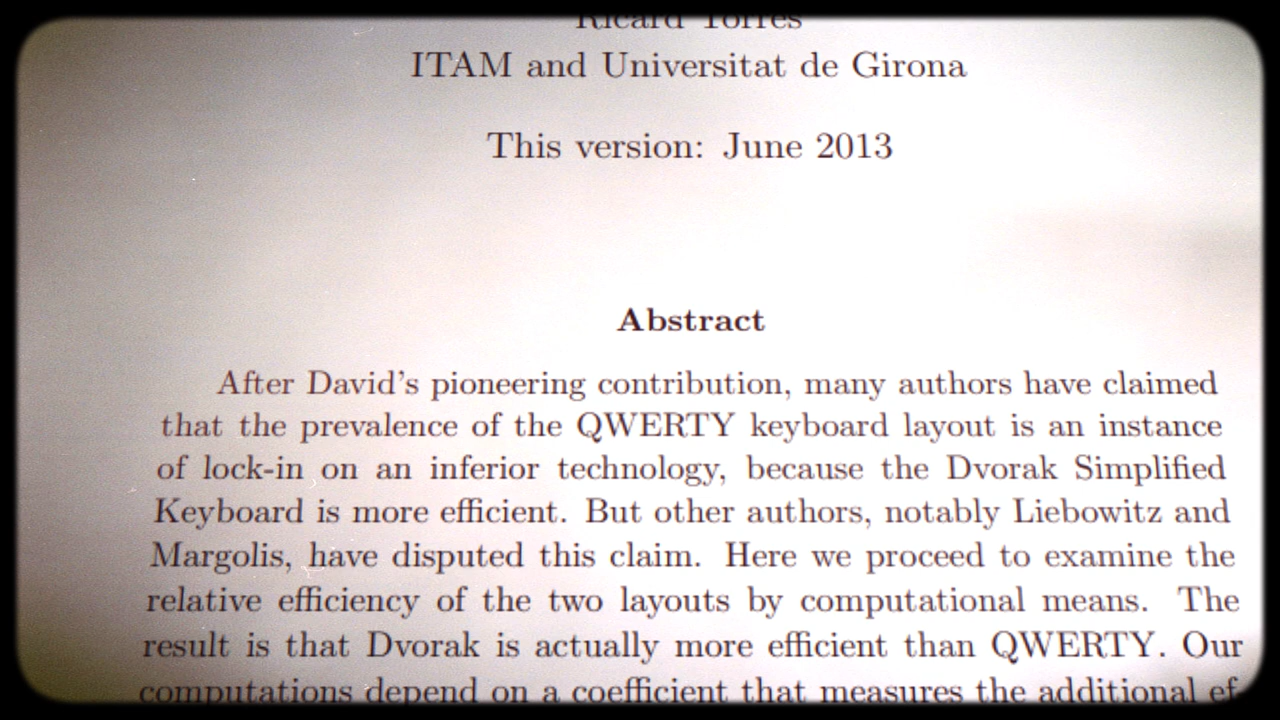 Ricard Torres
ITAM and Universitat de Girona
This version: June 2013
Abstract
After David's pioneering contribution, many authors have claimed
that the prevalence of the QWERTY keyboard layout is an instance
of lock-in on an inferior technology, because the Dvorak Simplified
Keyboard is more efficient. But other authors, notably Liebowitz and
Margolis, have disputed this claim. Here we proceed to examine the
relative efficiency of the two layouts by computational means. The
result is that Dvorak is actually more efficient than QWERTY. Our
computations depend on a coefficient that measures the additional ef